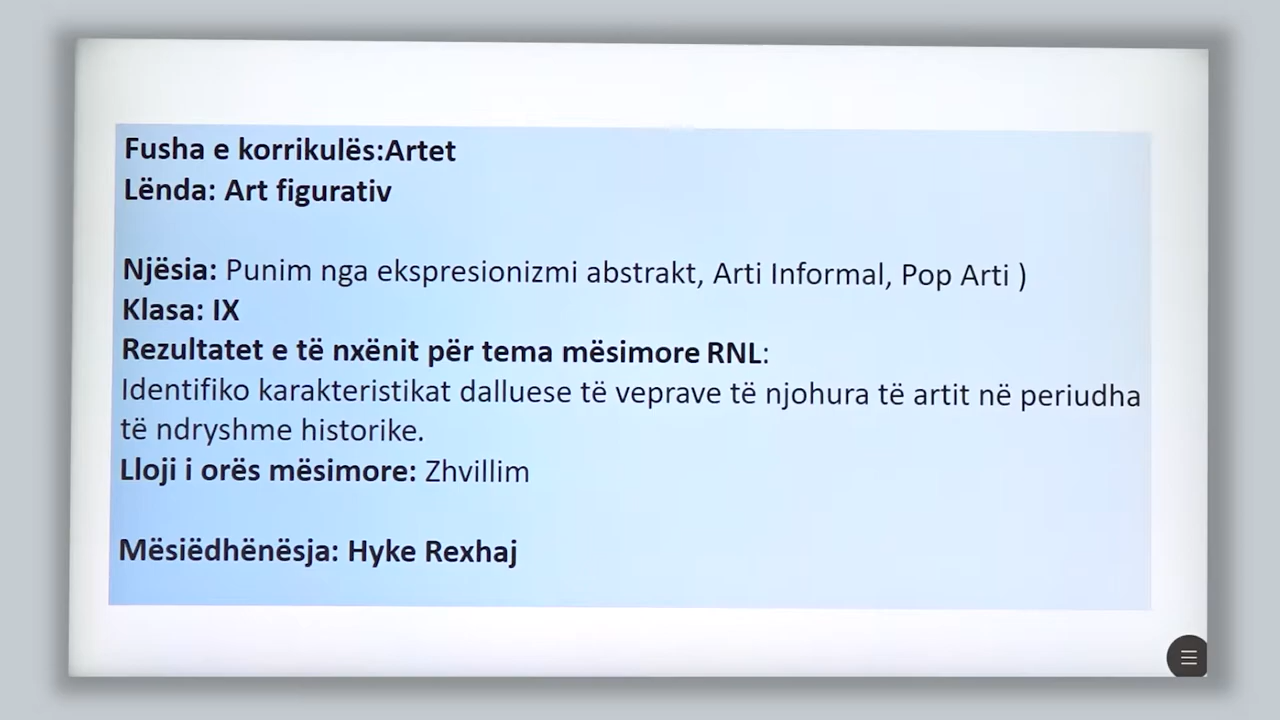 Fusha e korrikulës:Artet
Lënda: Art figurativ
Njësia: Punim nga ekspresionizmi abstrakt, Arti Informal, Pop Arti )
Klasa: IX
Rezultatet e të nxënit për tema mësimore RNL:
Identifiko karakteristikat dalluese të veprave të njohura të artit në periudha
të ndryshme historike.
Lloji i orës mësimore: Zhvillim
Mësiëdhënësja: Hyke Rexhaj